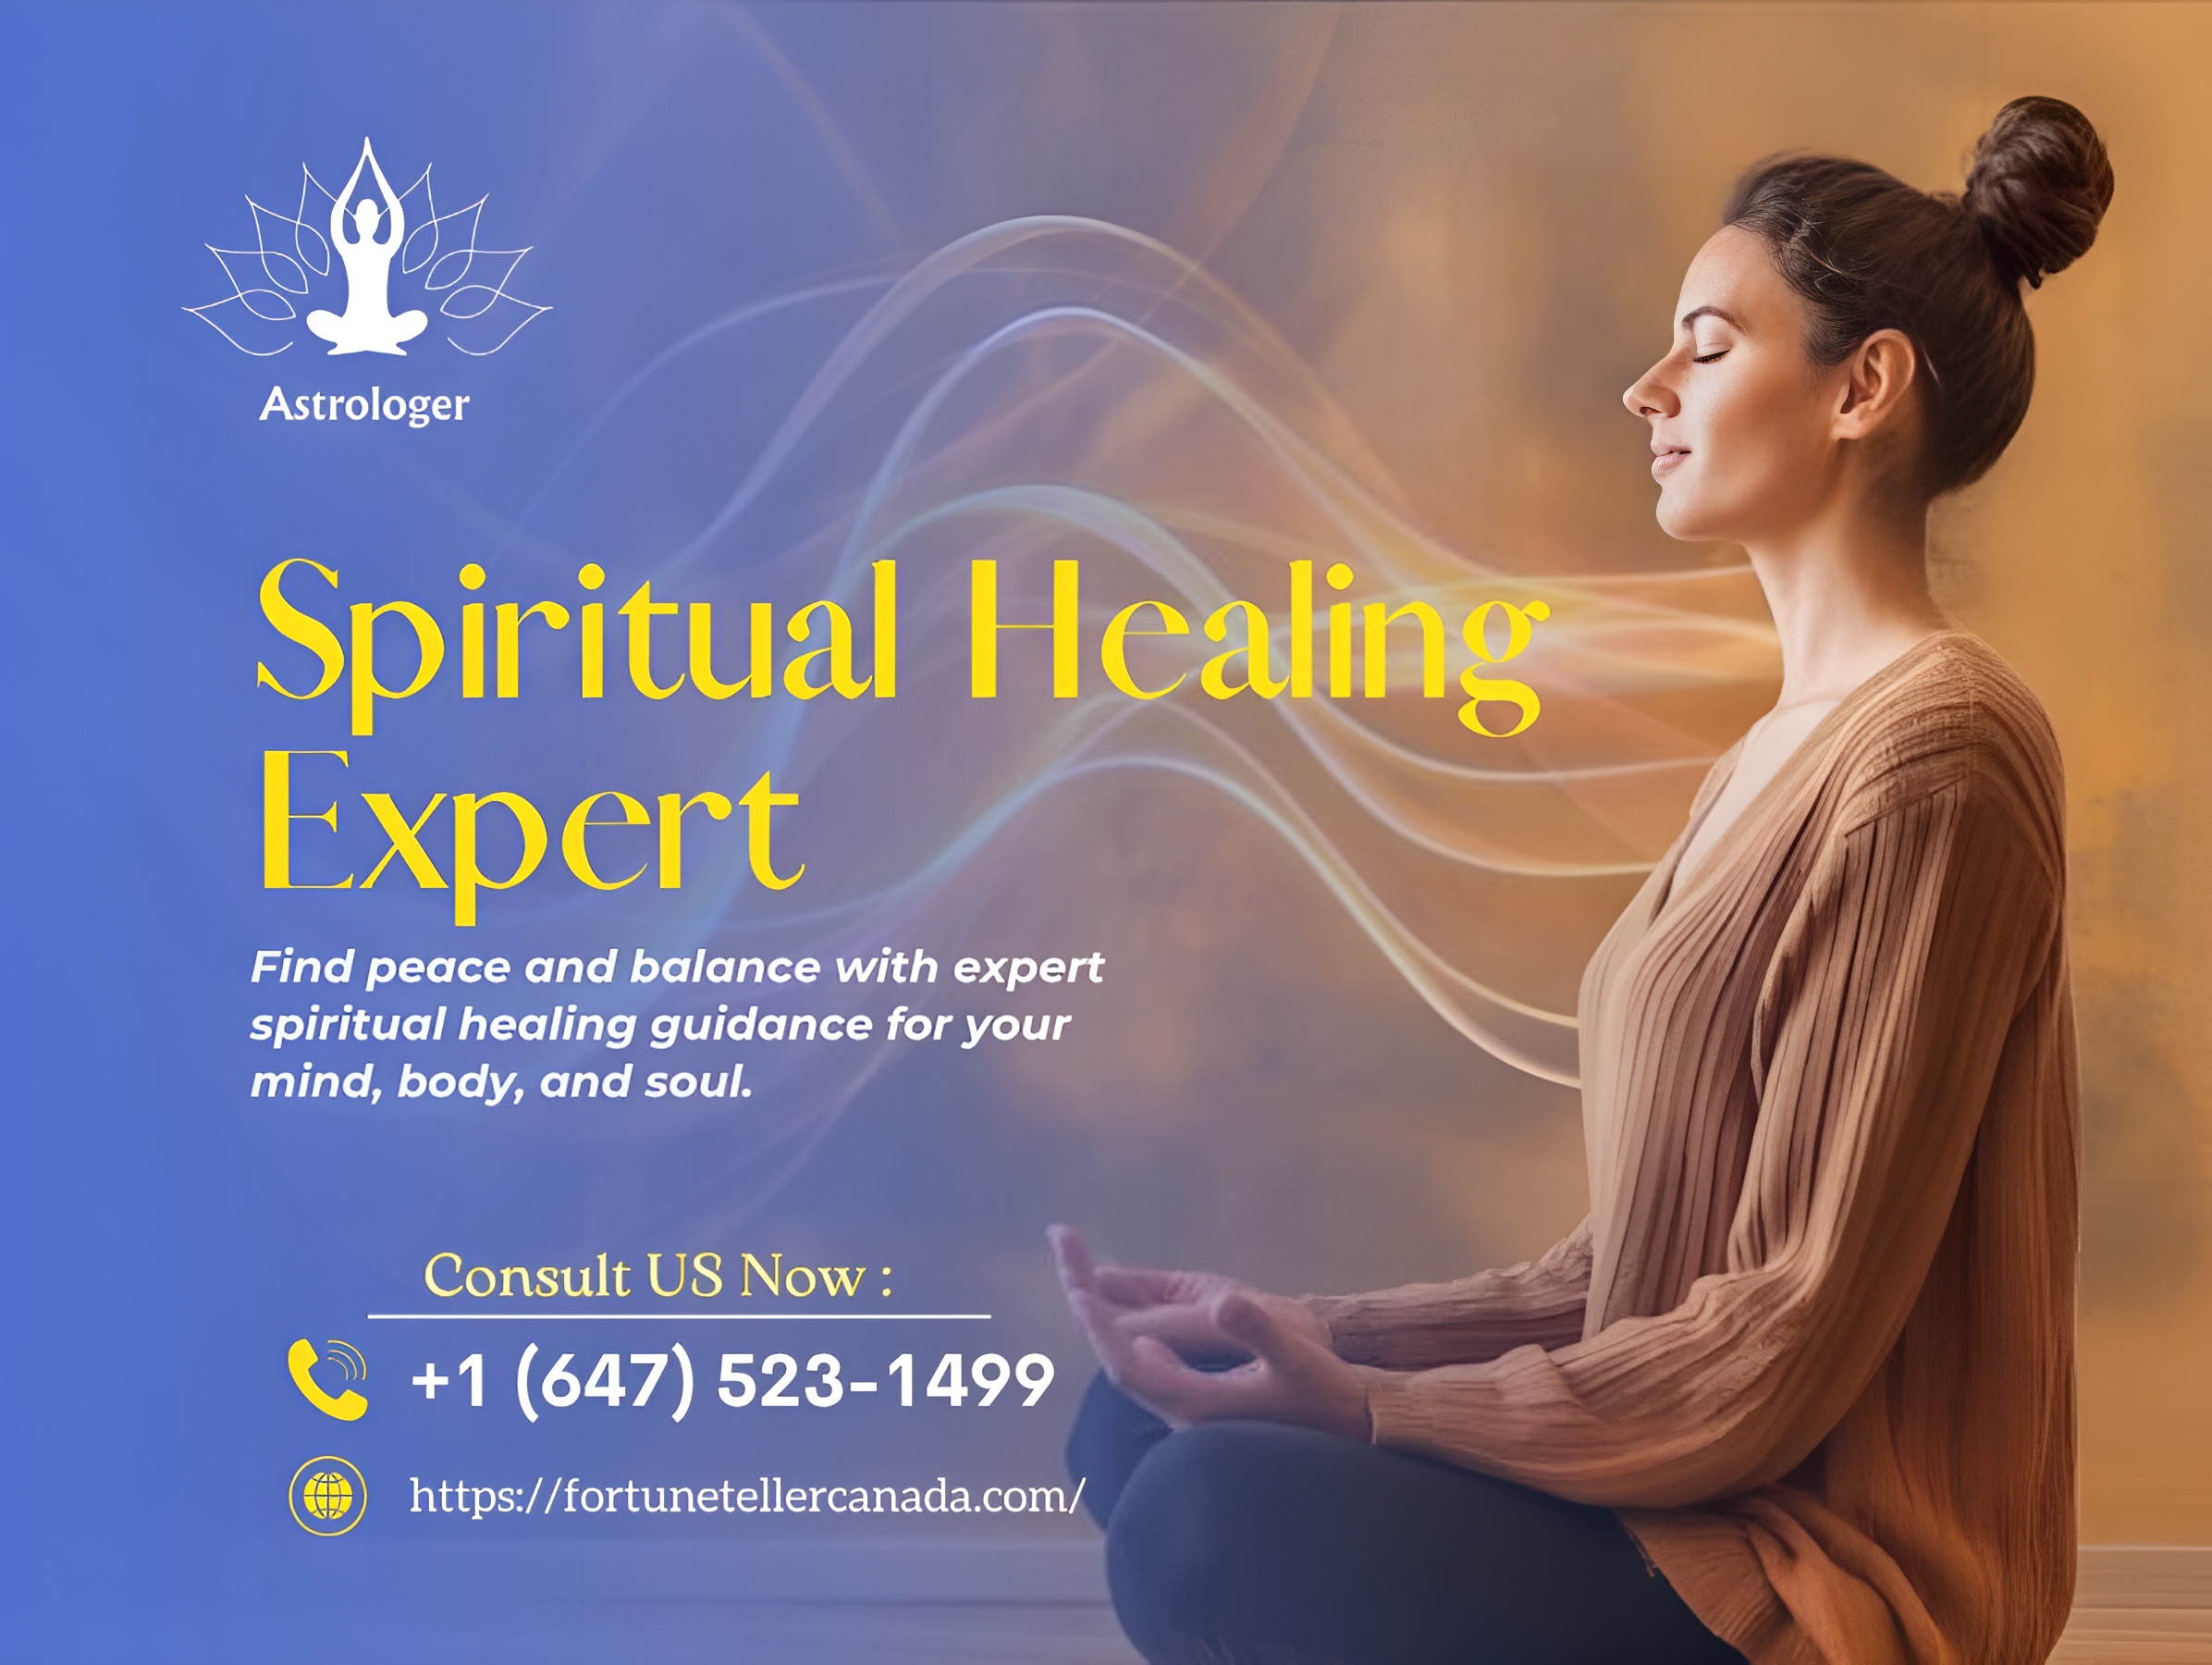 Astrologer
Spiritual Healing
Expert
Find peace and balance with expert
spiritual healing guidance for your
mind, body, and soul.
Consult US Now :
+1 (647) 523-1499
https://fortunetellercanada.com/